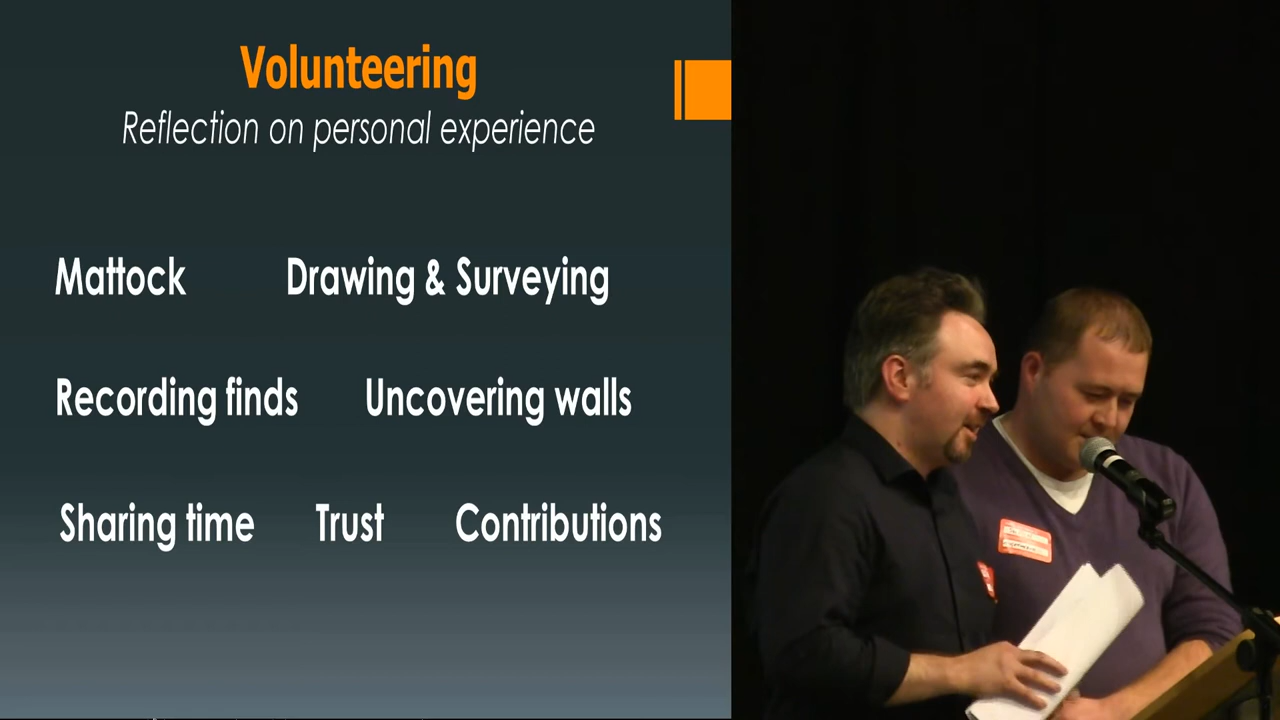 Volunteering
Reflection on personal experience
Mattock Drawing & Surveying
Recording finds Uncovering walls
Sharing time Trust Contributions